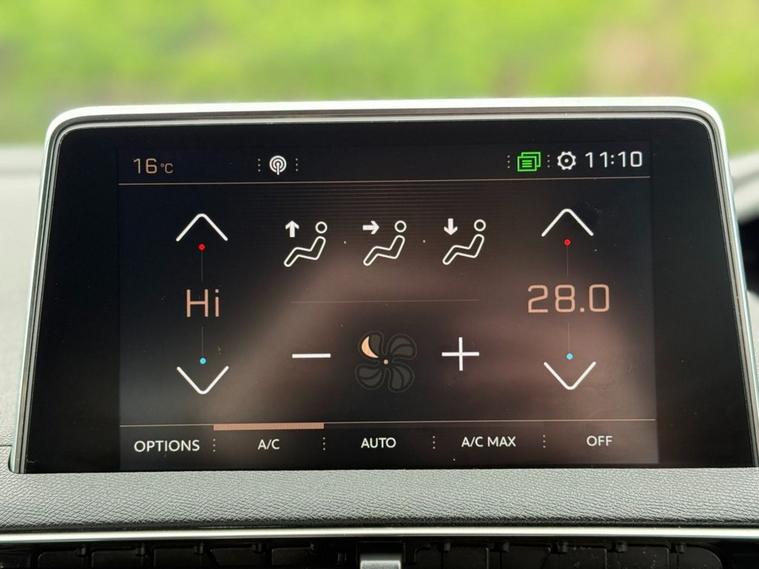 16°C 11:10
Hi 28.0
OPTIONS A/C AUTO A/C MAX OFF